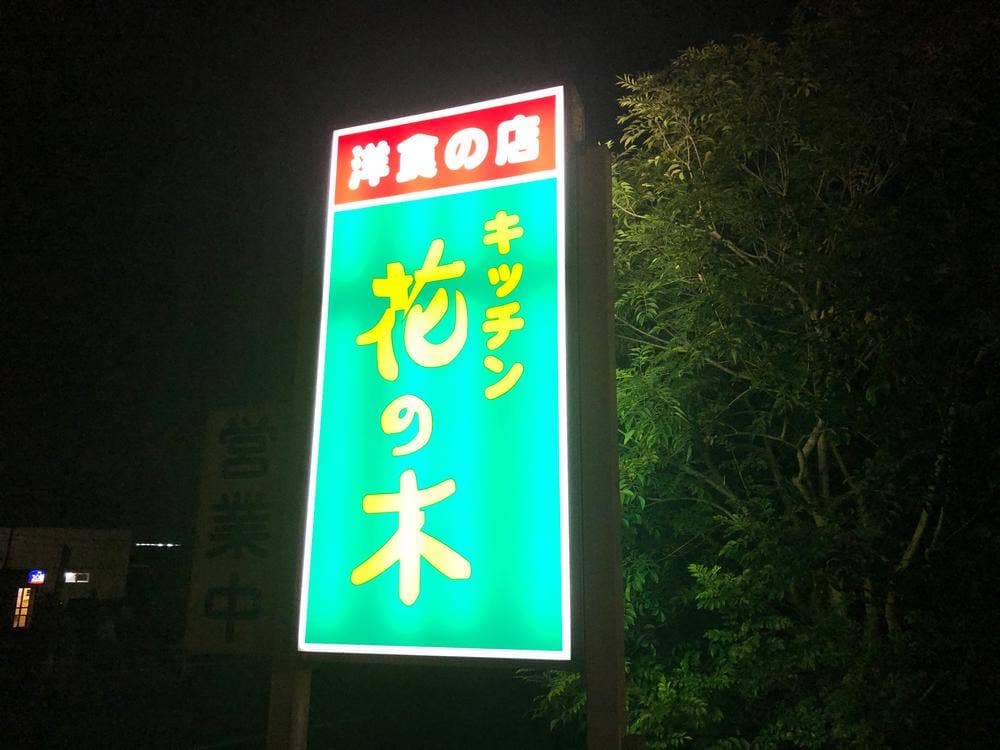 洋食の店
キッチン
花の木
営業中